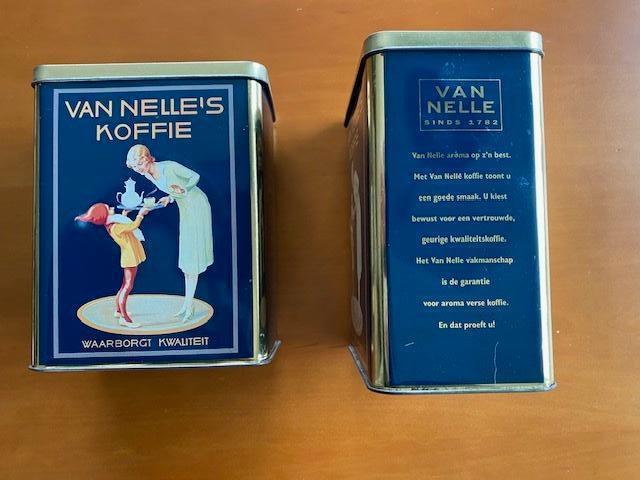 VAN NELLE'S
KOFFIE
WAARBORGT KWALITEIT
VAN
NELLE
SINDS 1782
Van Nelle aroma op z'n best.
Met Van Nelle koffie toont u
een goede smaak. U kiest
bewust voor een vertrouwde,
geurige kwaliteitskoffie.
Het Van Nelle vakmanschap
is de garantie
voor aroma verse koffie.
En dat proeft u!